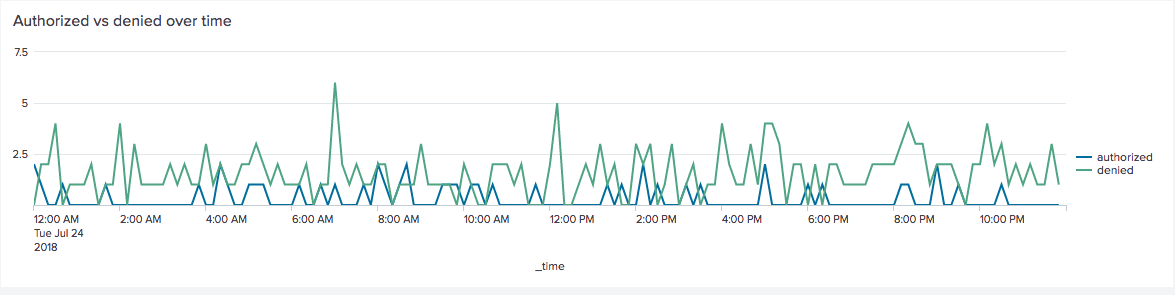 Authorized vs denied over time
7.5
5
2.5
authorized
denied
12:00 AM 2:00 AM 4:00 AM 6:00 AM 8:00 AM 10:00 AM 12:00 PM 2:00 PM 4:00 PM 6:00 PM 8:00 PM 10:00 PM
Tue Jul 24
2018
_time